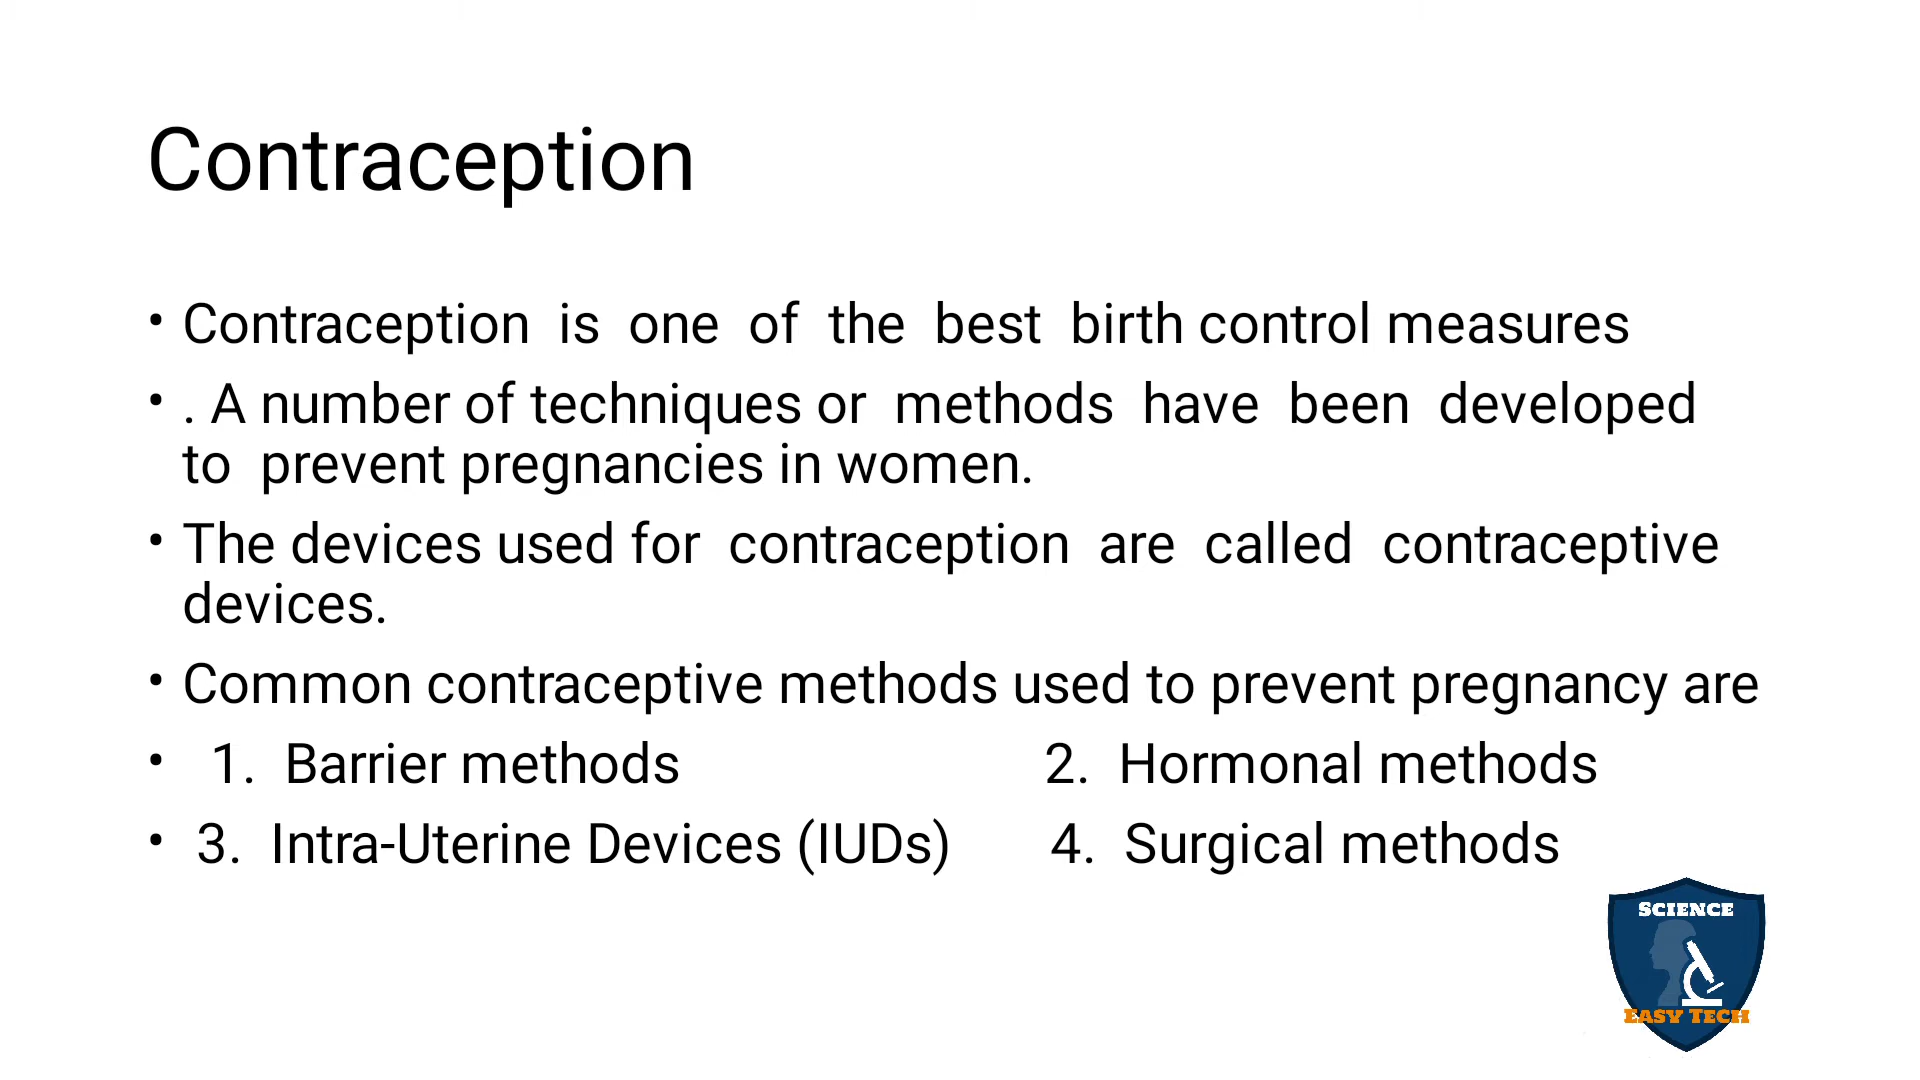 Contraception
• Contraception is one of the best birth control measures
• . A number of techniques or methods have been developed
to prevent pregnancies in women.
• The devices used for contraception are called contraceptive
devices.
• Common contraceptive methods used to prevent pregnancy are
• 1. Barrier methods 2. Hormonal methods
• 3. Intra-Uterine Devices (IUDs) 4. Surgical methods
SCIENCE
EASY TECH